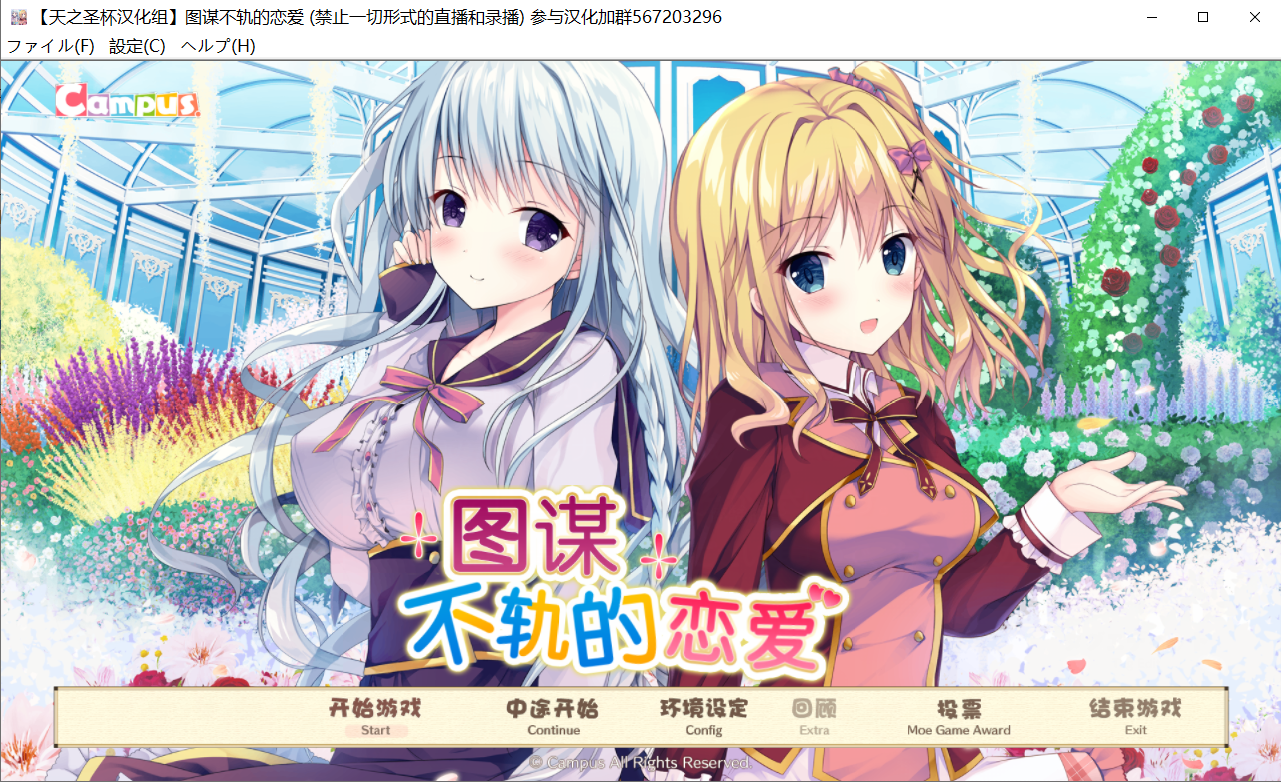 【天之圣杯汉化组】图谋不轨的恋爱 (禁止一切形式的直播和录播) 参与汉化加群567203296
ファイル(F) 設定(C) ヘルプ(H)
Campus
图谋
不轨的恋爱
开始游戏 中途开始 环境设定 回顾 投票 结束游戏
Start Continue Config Extra Moe Game Award Exit
© Campus All Rights Reserved.